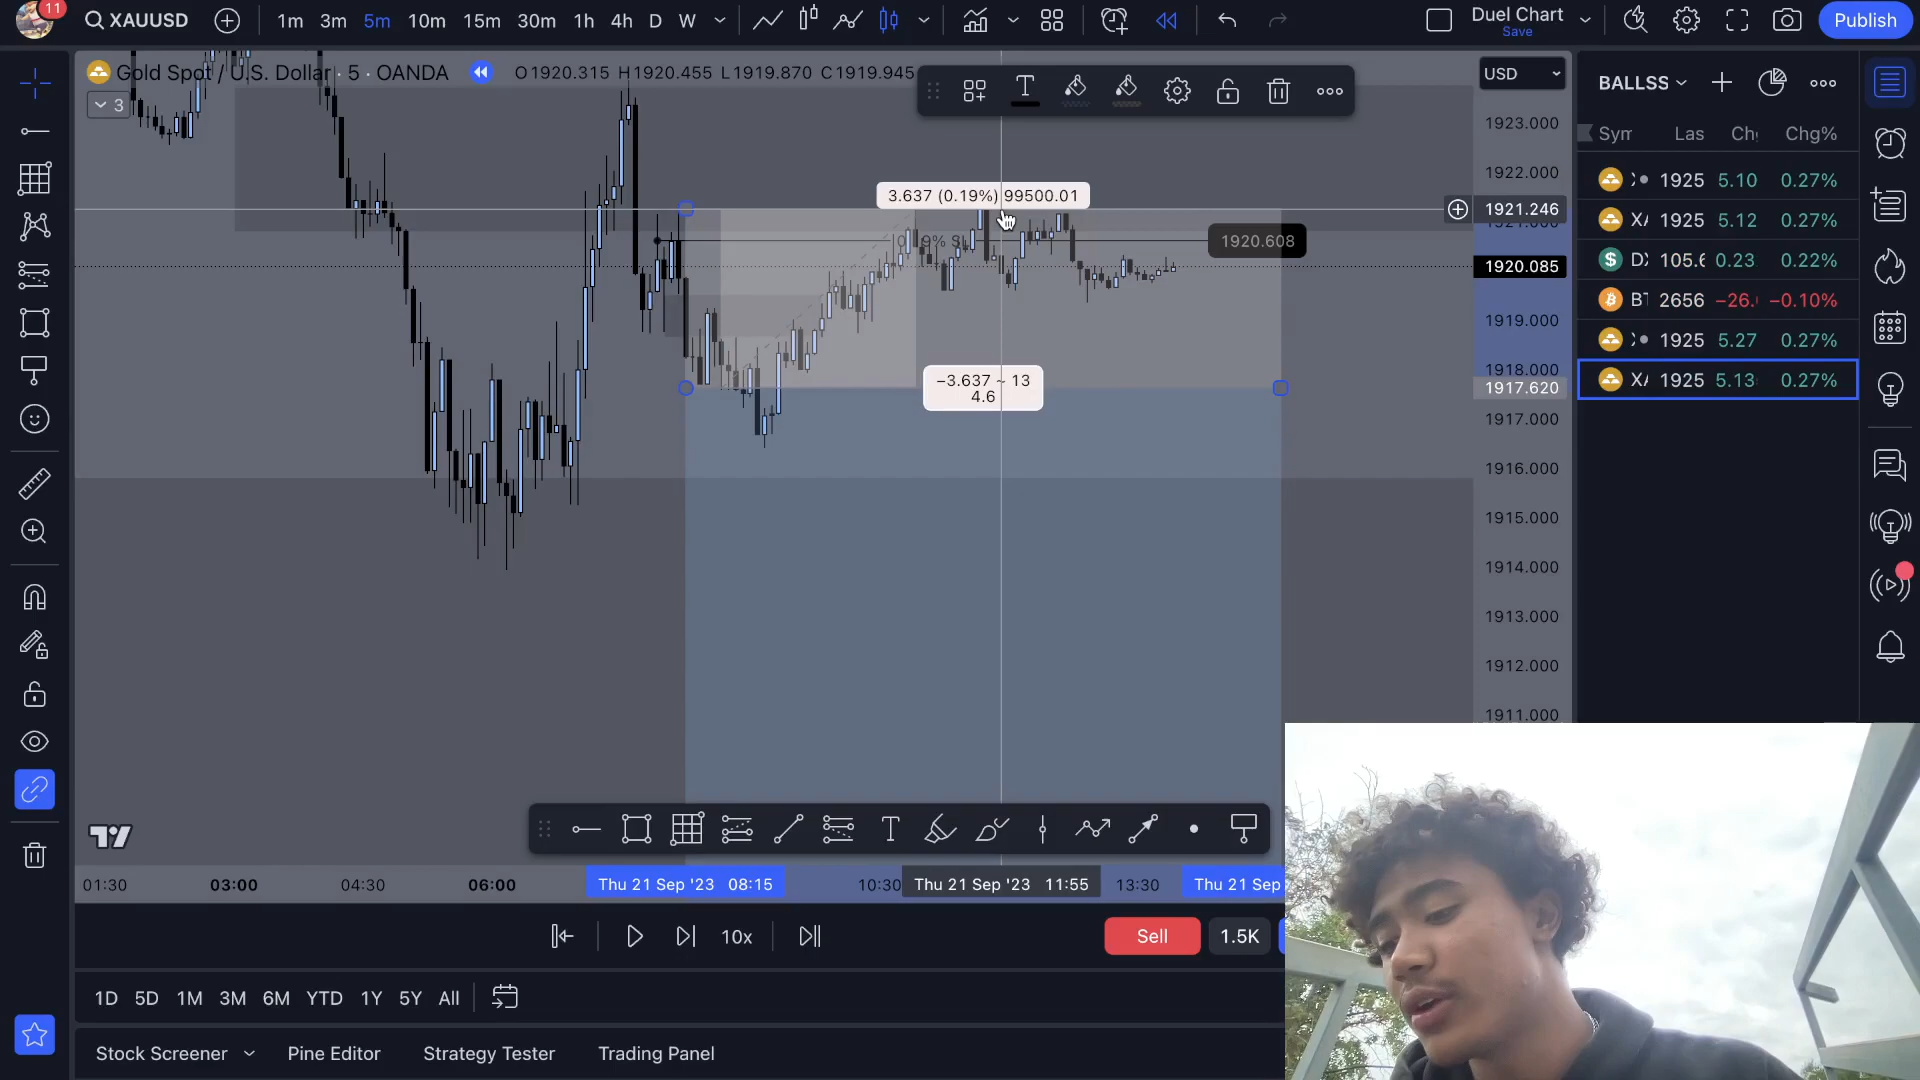 11
XAUUSD
1m 3m 5m 10m 15m 30m 1h 4h D W
Duel Chart
Save
Publish
Gold Spot / U.S. Dollar · 5 · OANDA
O1920.315 H1920.455 L1919.870 C1919.945
3
USD
1923.000
1922.000
1921.246
1920.085
1919.000
1918.000
1917.620
1917.000
1916.000
1915.000
1914.000
1913.000
1912.000
1911.000
3.637 (0.19%) 99500.01
1920.608
−3.637 ~ 13
4.6
BALLSS
Sym Las Chg Chg%
1925 5.10 0.27%
XA 1925 5.12 0.27%
DX 105.6 0.23 0.22%
BT 2656 −26. −0.10%
1925 5.27 0.27%
XA 1925 5.13 0.27%
01:30 03:00 04:30 06:00 Thu 21 Sep '23 08:15 10:30 Thu 21 Sep '23 11:55 13:30 Thu 21 Sep
10x
Sell
1.5K
1D 5D 1M 3M 6M YTD 1Y 5Y All
Stock Screener Pine Editor Strategy Tester Trading Panel